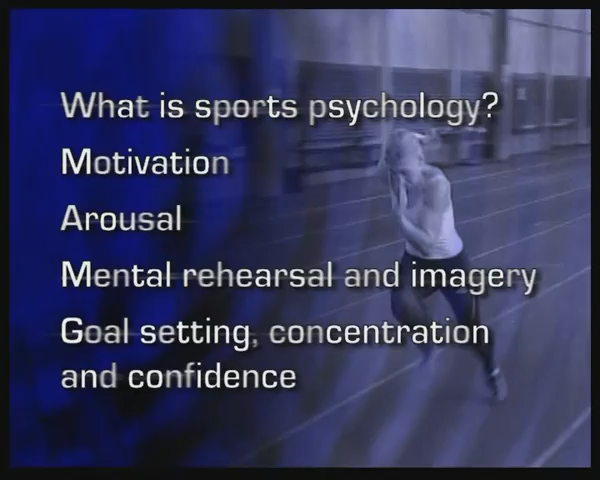 What is sports psychology?
Motivation
Arousal
Mental rehearsal and imagery
Goal setting, concentration
and confidence